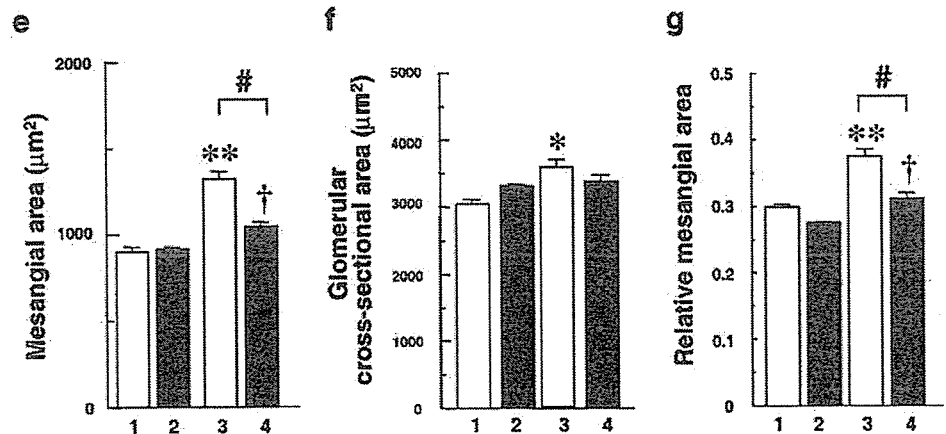 e
Mesangial area (μm²)
2000
1000
0
#
**
†
1 2 3 4
f
Glomerular
cross-sectional area (μm²)
5000
4000
3000
2000
1000
0
*
1 2 3 4
g
Relative mesangial area
0.5
0.4
0.3
0.2
0.1
0
#
**
†
1 2 3 4